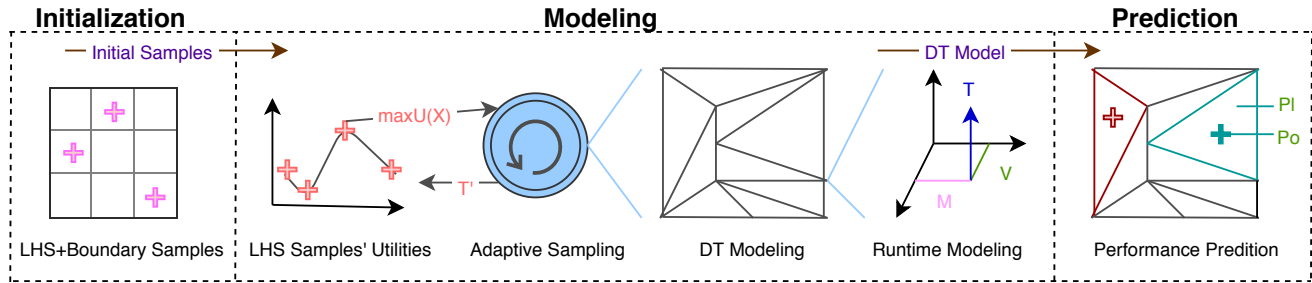 Initialization
Modeling
Prediction
Initial Samples
DT Model
maxU(X)
T'
T
V
M
Pl
Po
LHS+Boundary Samples
LHS Samples' Utilities
Adaptive Sampling
DT Modeling
Runtime Modeling
Performance Predition